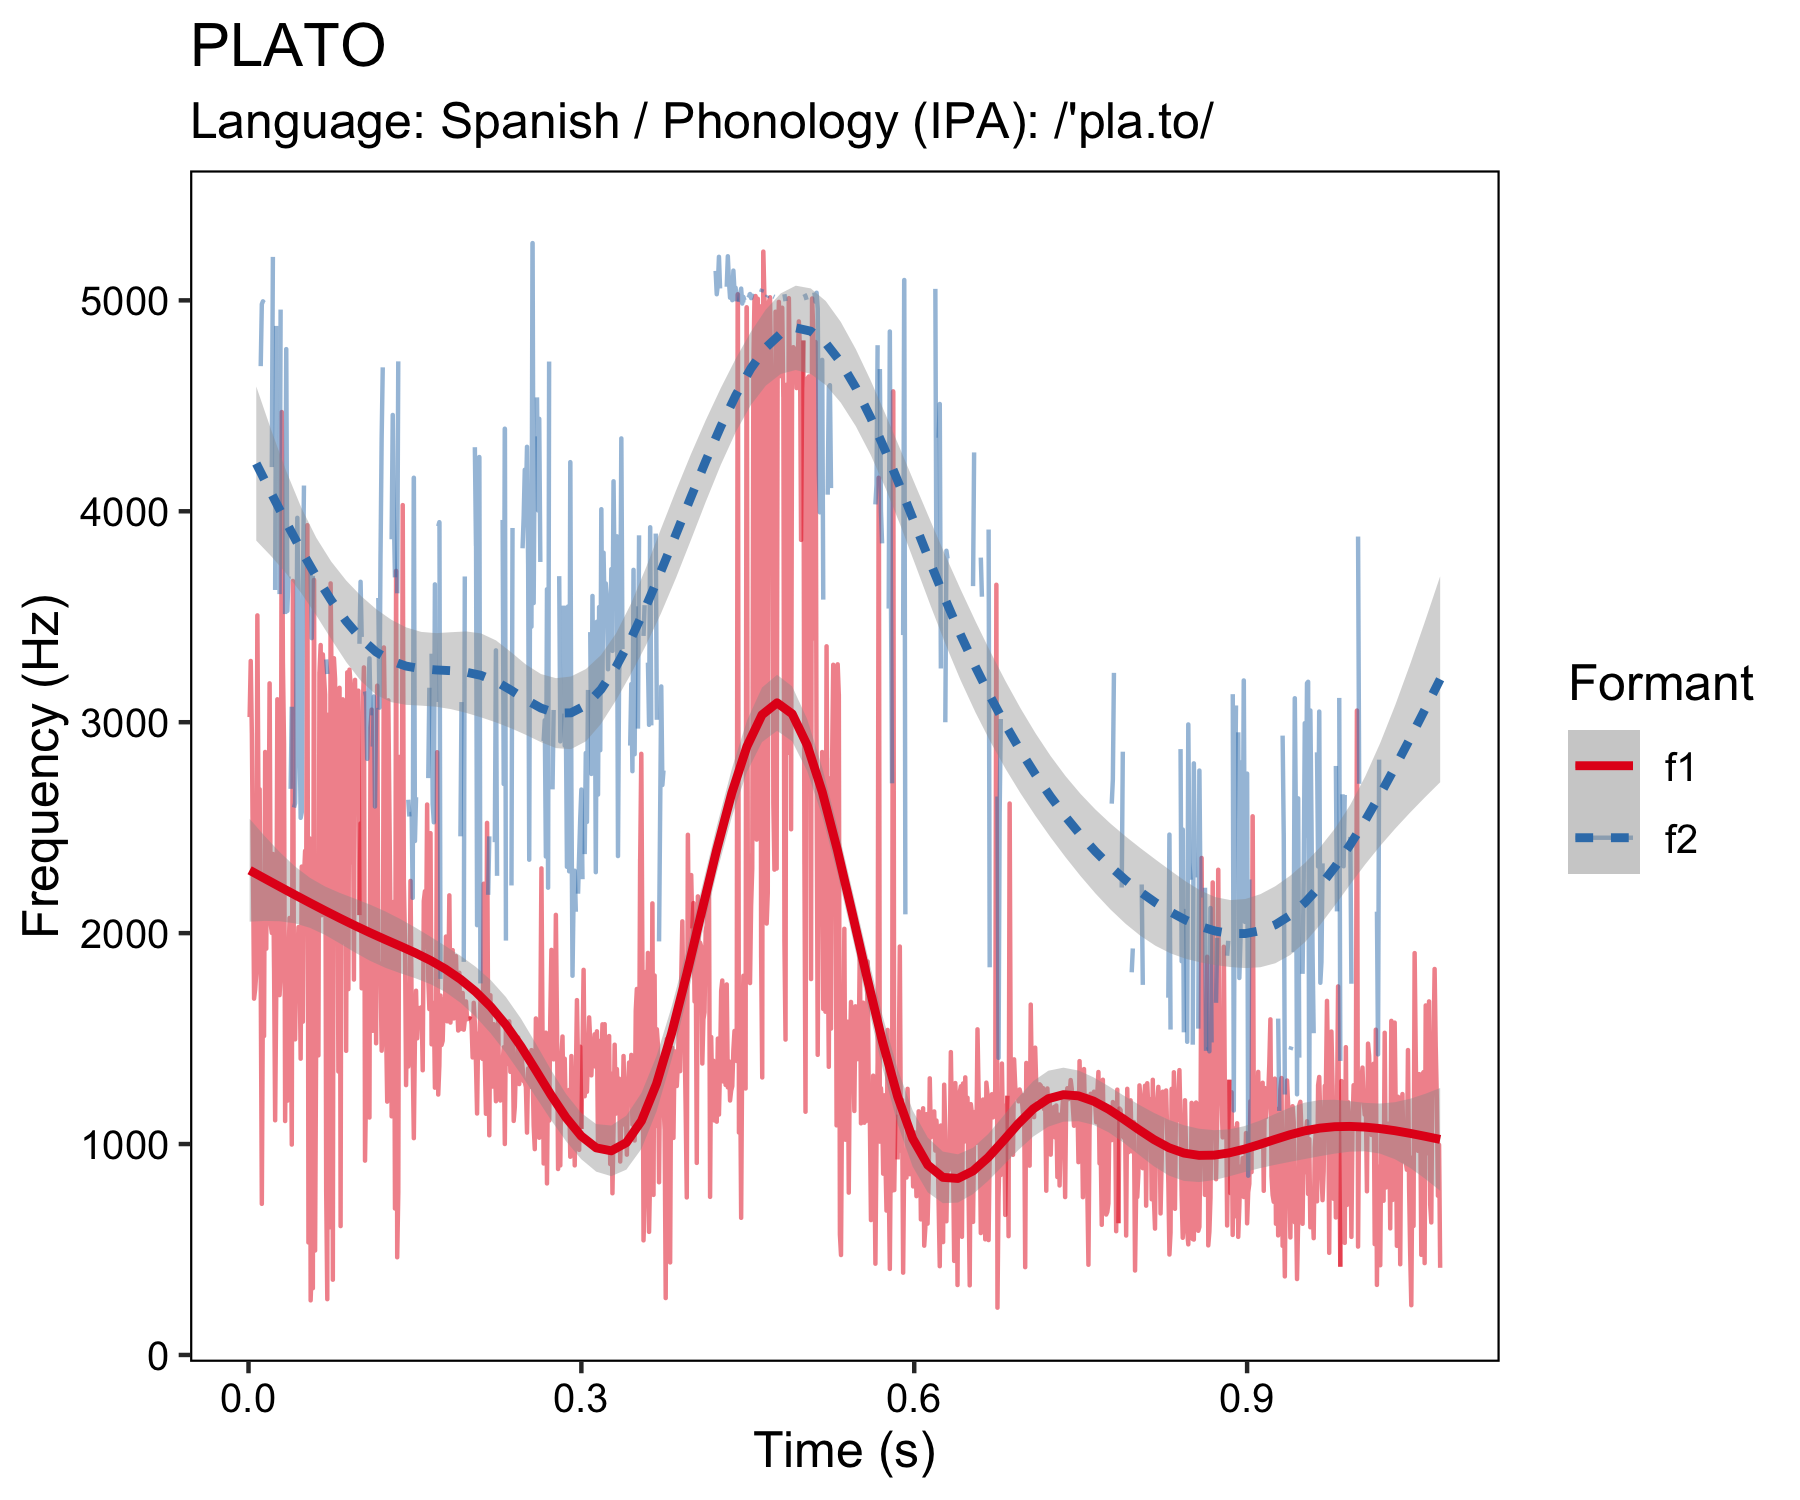 PLATO
Language: Spanish / Phonology (IPA): /'pla.to/
Frequency (Hz)
5000
4000
3000
2000
1000
0
0.0 0.3 0.6 0.9
Time (s)
Formant
f1
f2